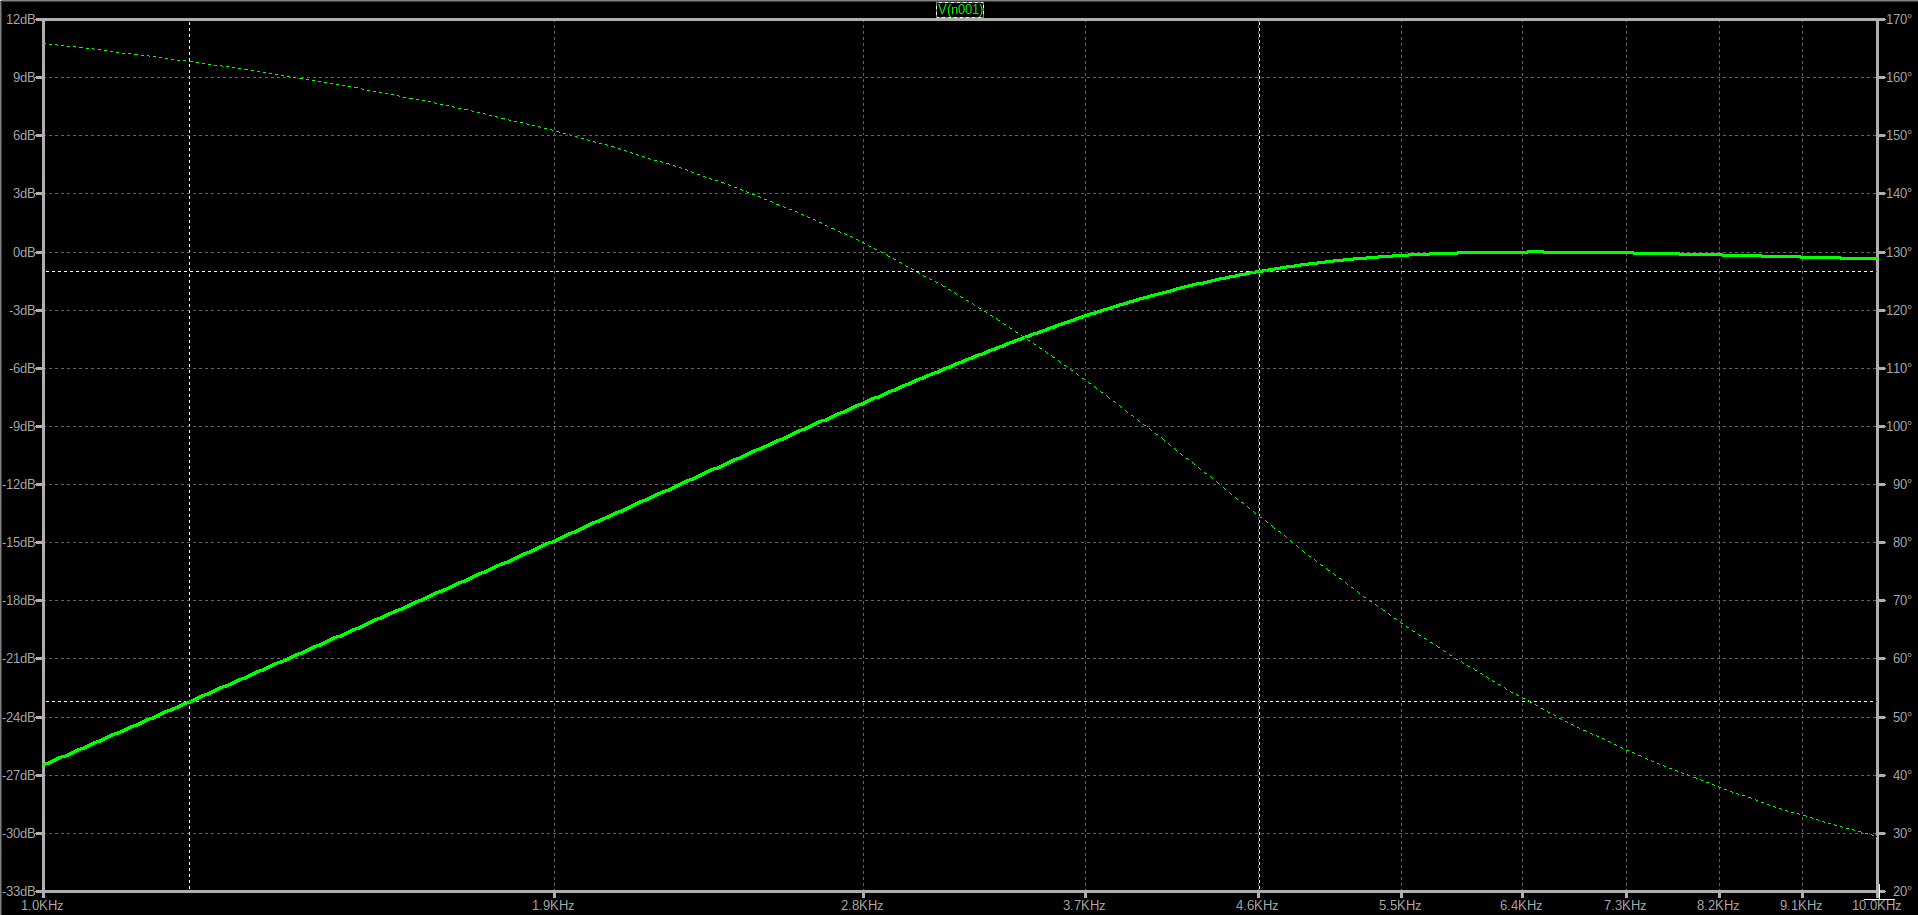 V(n001)
12dB
9dB
6dB
3dB
0dB
-3dB
-6dB
-9dB
-12dB
-15dB
-18dB
-21dB
-24dB
-27dB
-30dB
-33dB
170°
160°
150°
140°
130°
120°
110°
100°
90°
80°
70°
60°
50°
40°
30°
20°
1.0KHz 1.9KHz 2.8KHz 3.7KHz 4.6KHz 5.5KHz 6.4KHz 7.3KHz 8.2KHz 9.1KHz 10.0KHz